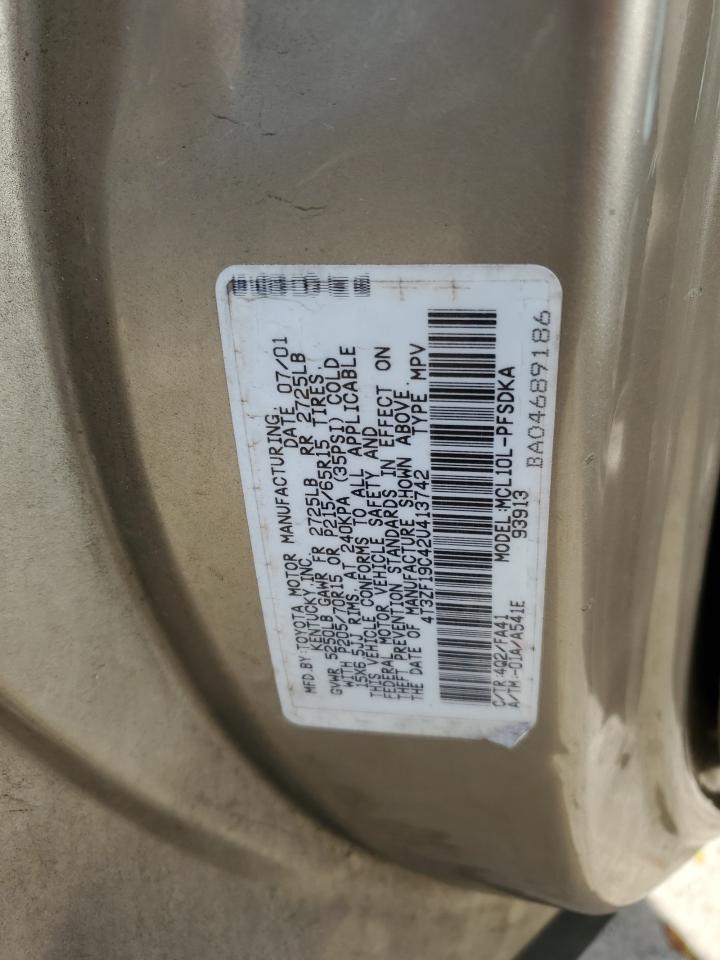 MFD.BY:TOYOTA MOTOR MANUFACTURING,
KENTUCKY,INC. DATE 07/01
GVWR 5250LB GAWR FR 2725LB RR 2725LB
P205/70R15 OR P215/65R15 TIRES.
WITH
15X6.5JJ RIMS AT 240KPA (35PSI) COLD
THIS VEHICLE CONFORMS TO ALL APPLICABLE
FEDERAL MOTOR VEHICLE SAFETY AND
THEFT PREVENTION STANDARDS IN EFFECT ON
THE DATE OF MANUFACTURE SHOWN ABOVE.
4T3ZF19C42U413742 TYPE MPV
C/TR:4Q2/FA41 MODEL:MCL10L-PFSDKA
A/TM:-01A/A541E 93913
BA04689186